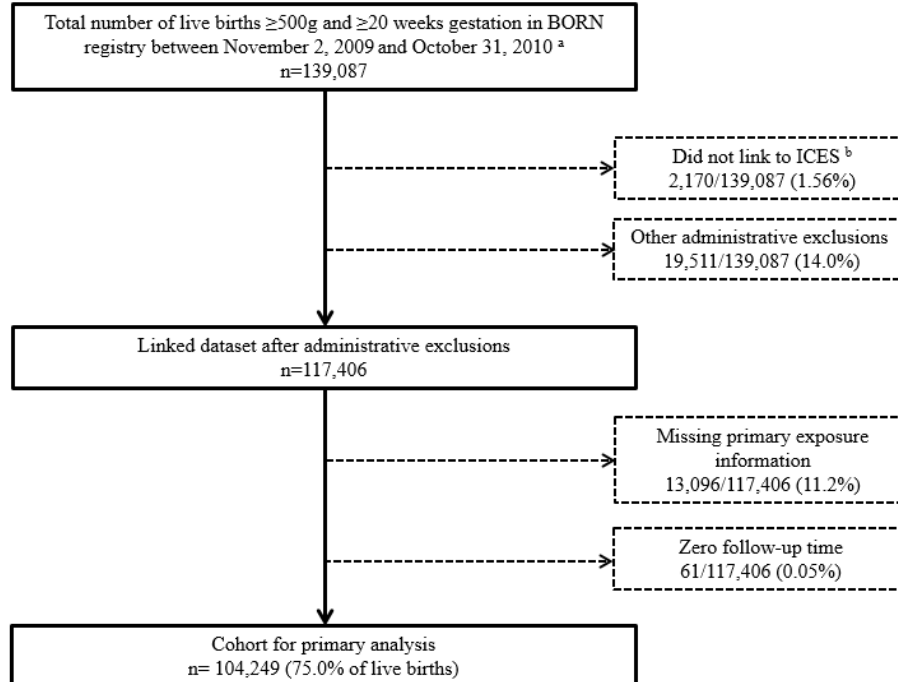 Total number of live births ≥500g and ≥20 weeks gestation in BORN
registry between November 2, 2009 and October 31, 2010 ᵃ
n=139,087
Did not link to ICES ᵇ
2,170/139,087 (1.56%)
Other administrative exclusions
19,511/139,087 (14.0%)
Linked dataset after administrative exclusions
n=117,406
Missing primary exposure
information
13,096/117,406 (11.2%)
Zero follow-up time
61/117,406 (0.05%)
Cohort for primary analysis
n= 104,249 (75.0% of live births)